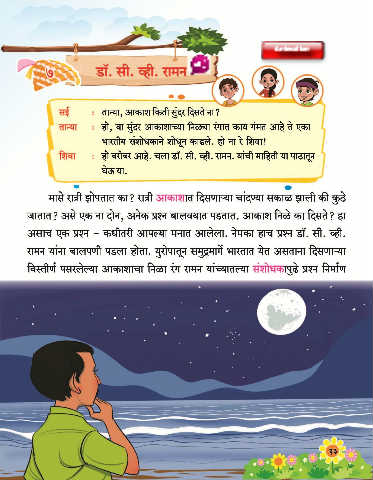 ७
डॉ. सी. व्ही. रामन
सई : तान्या, आकाश किती सुंदर दिसते ना ?
तान्या : हो, या सुंदर आकाशाच्या निळ्या रंगात काय गंमत आहे ते एका
भारतीय संशोधकाने शोधून काढले. हो ना रे शिवा!
शिवा : हो बरोबर आहे. चला डॉ. सी. व्ही. रामन. यांची माहिती या पाठातून
घेऊ या.
मासे रात्री झोपतात का ? रात्री आकाशात दिसणाऱ्या चांदण्या सकाळ झाली की कुठे
जातात ? असे एक ना दोन, अनेक प्रश्न बालवयात पडतात. आकाश निळे का दिसते ? हा
असाच एक प्रश्न – कधीतरी आपल्या मनात आलेला. नेमका हाच प्रश्न डॉ. सी. व्ही.
रामन यांना बालपणी पडला होता. युरोपातून समुद्रमार्गे भारतात येत असताना दिसणाऱ्या
विस्तीर्ण पसरलेल्या आकाशाचा निळा रंग रामन यांच्यातल्या संशोधकापुढे प्रश्न निर्माण